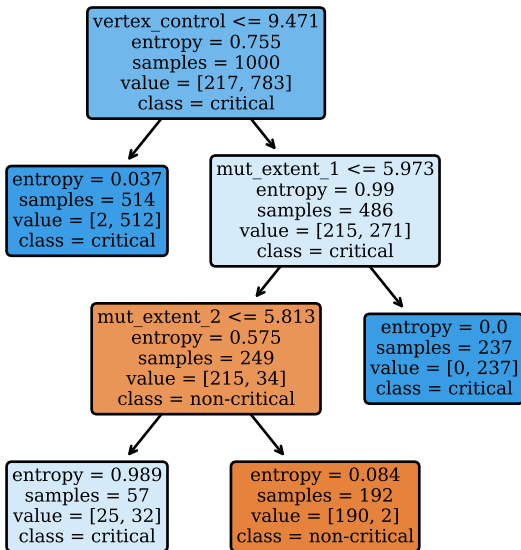 vertex_control <= 9.471
entropy = 0.755
samples = 1000
value = [217, 783]
class = critical
entropy = 0.037
samples = 514
value = [2, 512]
class = critical
mut_extent_1 <= 5.973
entropy = 0.99
samples = 486
value = [215, 271]
class = critical
mut_extent_2 <= 5.813
entropy = 0.575
samples = 249
value = [215, 34]
class = non-critical
entropy = 0.0
samples = 237
value = [0, 237]
class = critical
entropy = 0.989
samples = 57
value = [25, 32]
class = critical
entropy = 0.084
samples = 192
value = [190, 2]
class = non-critical